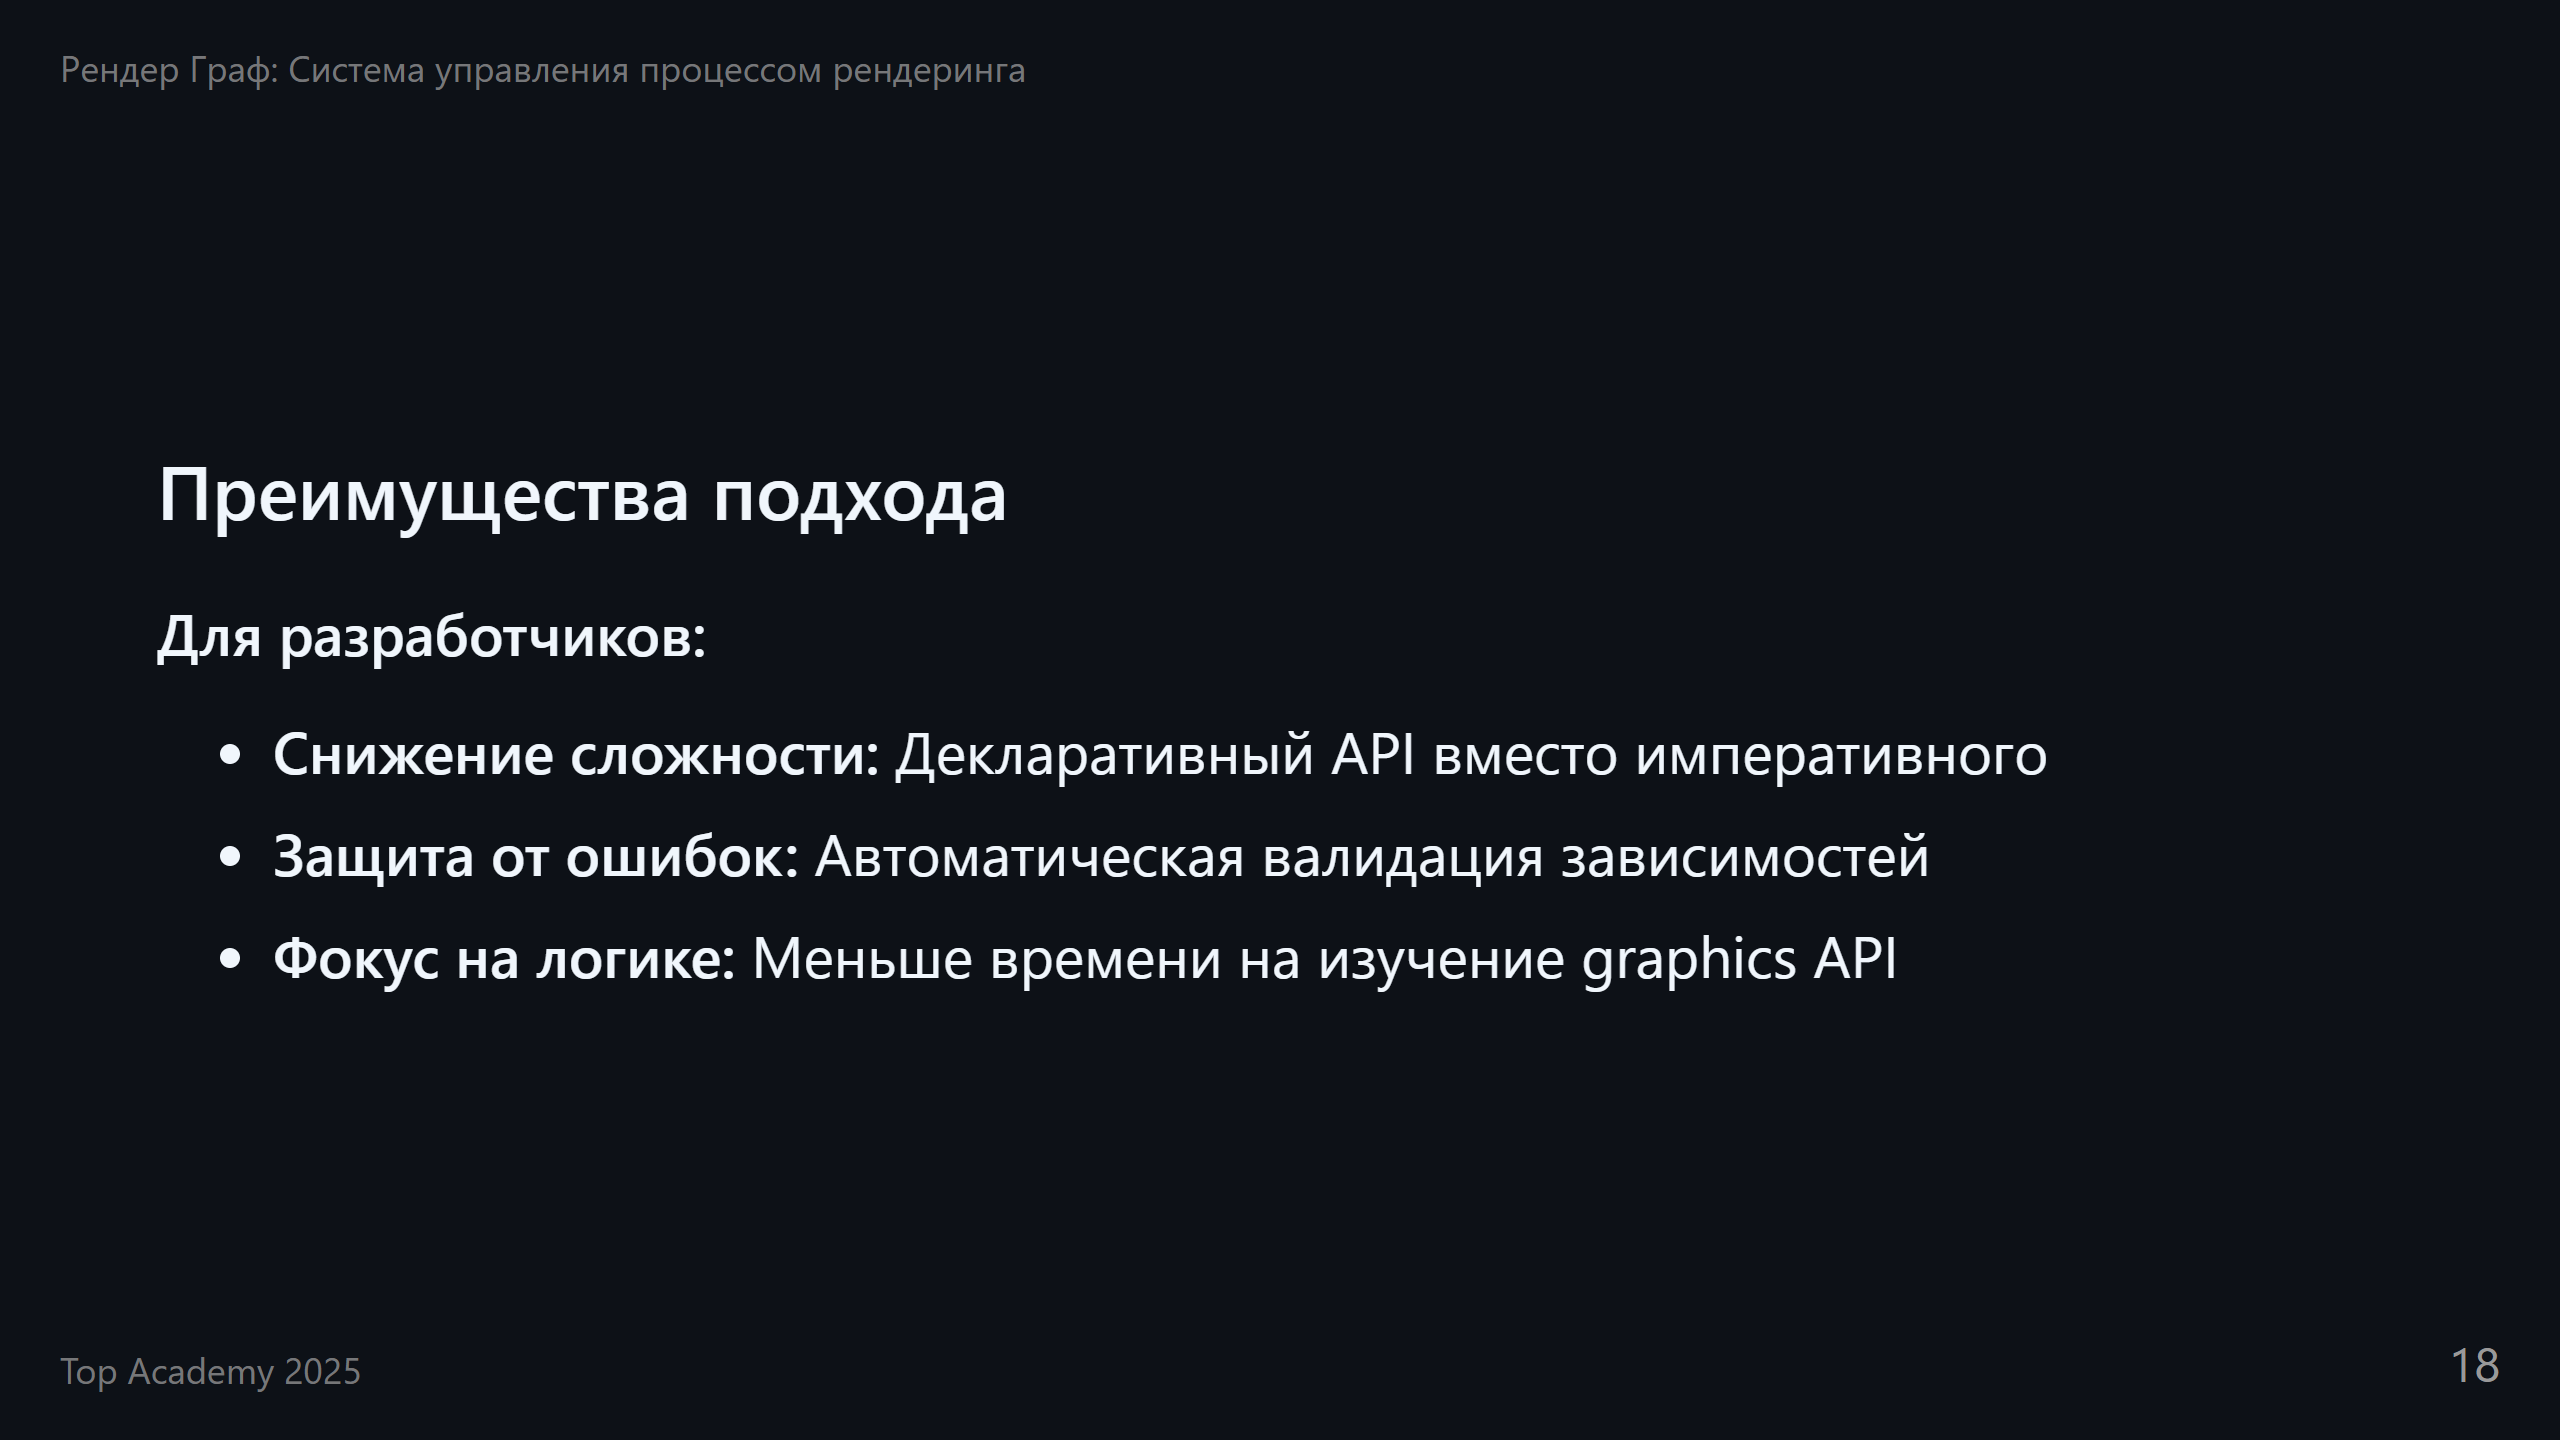 Рендер Граф: Система управления процессом рендеринга
Преимущества подхода
Для разработчиков:
• Снижение сложности: Декларативный API вместо императивного
• Защита от ошибок: Автоматическая валидация зависимостей
• Фокус на логике: Меньше времени на изучение graphics API
Top Academy 2025
18